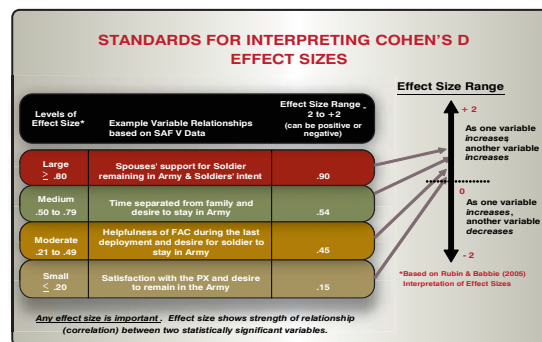 STANDARDS FOR INTERPRETING COHEN'S D
EFFECT SIZES
Levels of
Effect Size*
Example Variable Relationships
based on SAF V Data
Effect Size Range -
2 to +2
(can be positive or
negative)
Large
≥ .80
Spouses' support for Soldier
remaining in Army & Soldiers' intent
.90
Medium
.50 to .79
Time separated from family and
desire to stay in Army
.54
Moderate
.21 to .49
Helpfulness of FAC during the last
deployment and desire for soldier to
stay in Army
.45
Small
≤ .20
Satisfaction with the PX and desire
to remain in the Army
.15
Any effect size is important. Effect size shows strength of relationship
(correlation) between two statistically significant variables.
Effect Size Range
+ 2
As one variable
increases,
another variable
increases
0
As one variable
increases,
another variable
decreases
- 2
*Based on Rubin & Babbie (2005)
Interpretation of Effect Sizes